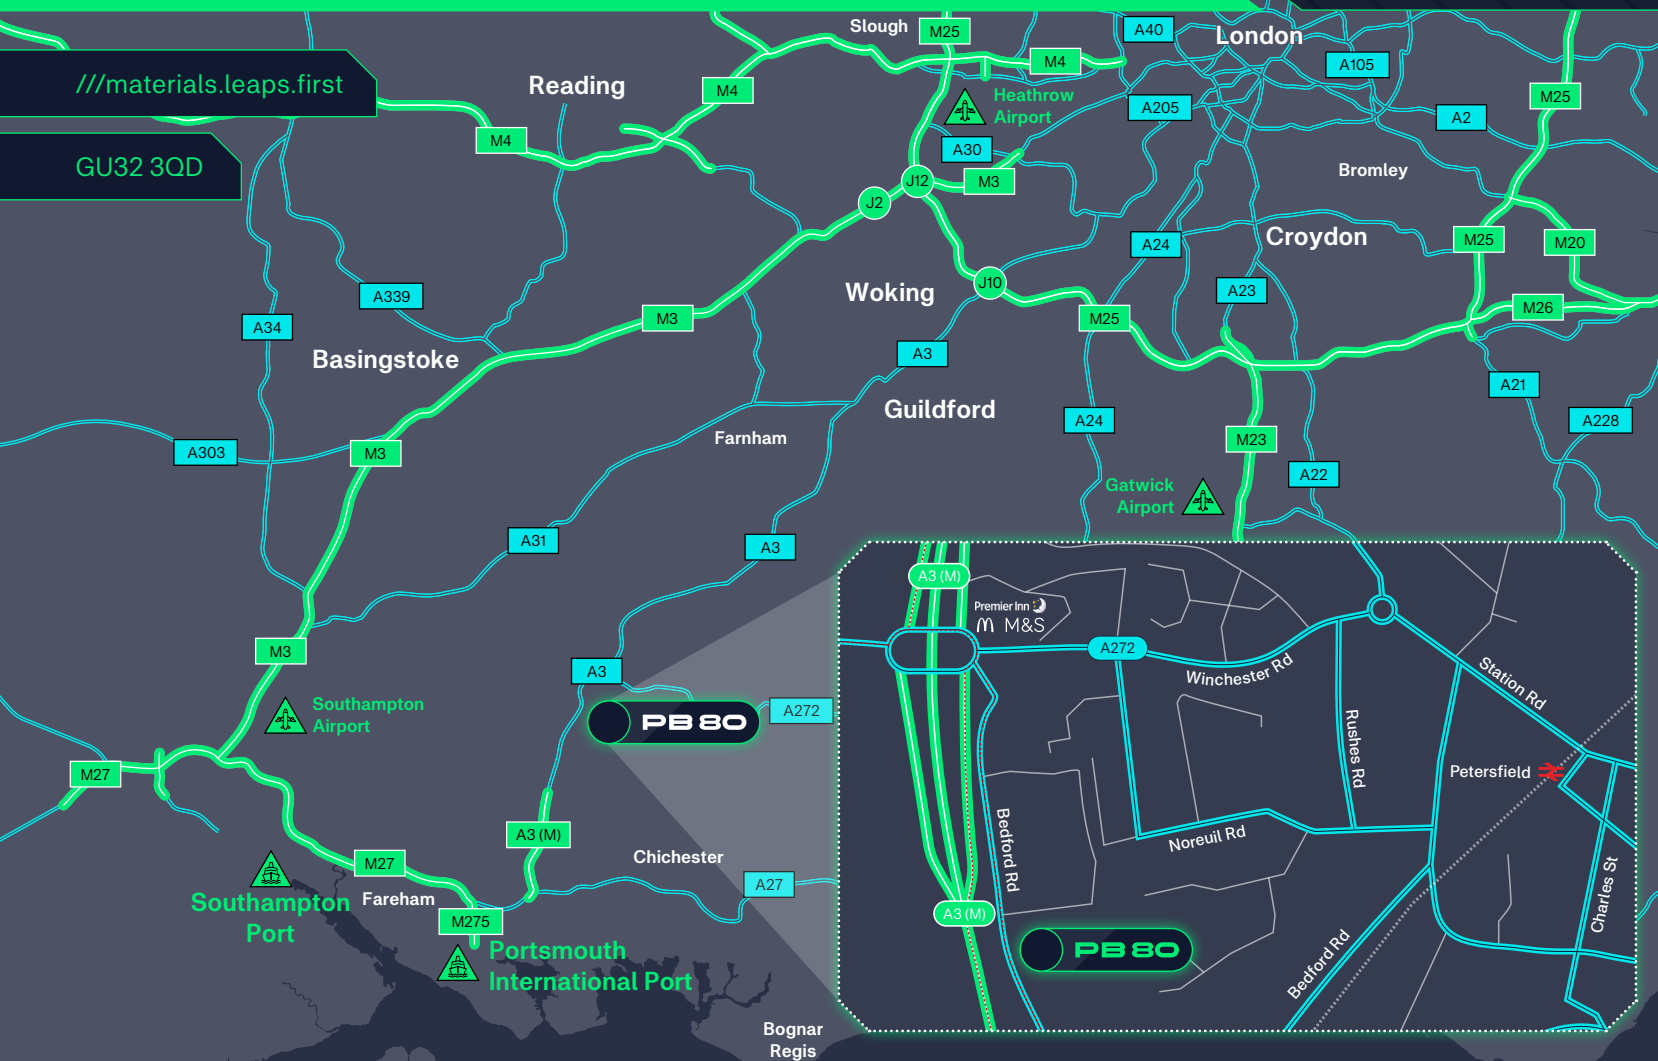 Slough
M25
A40
London
M4
A105
Reading
///materials.leaps.first
M4
Heathrow
Airport
A205
M25
A2
M4
A30
GU32 3QD
J12
M3
Bromley
J2
A24
Croydon
M25
M20
J10
Woking
A23
A339
M26
A34
M3
M25
Basingstoke
A3
A21
Guildford
A24
A228
Farnham
M23
A303
M3
A22
Gatwick
Airport
A31
A3
A3 (M)
Premier Inn
M&S
A272
M3
Winchester Rd
Station Rd
A3
Southampton
Airport
PB 80
A272
Rushes Rd
M27
Petersfield
A3 (M)
Bedford Rd
Noreuil Rd
Chichester
M27
A27
Charles St
Fareham
Southampton
Port
M275
A3 (M)
Portsmouth
International Port
PB 80
Bedford Rd
Bognar
Regis